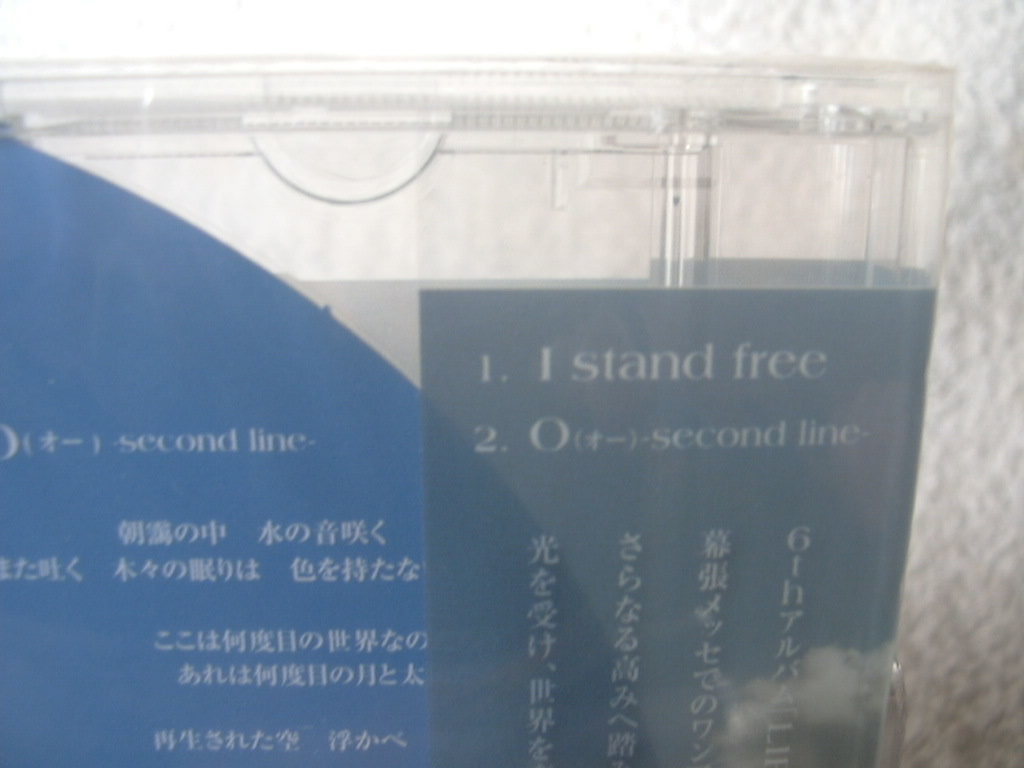 O(オー) -second line-
朝靄の中 水の音咲く
また吐く 木々の眠りは 色を持たな
ここは何度目の世界なの
あれは何度目の月と太
再生された空 浮かべ
1. I stand free
2. O(オー)-second line-
6thアルバム
幕張メッセでのワン
さらなる高みへ踏み
光を受け、世界を